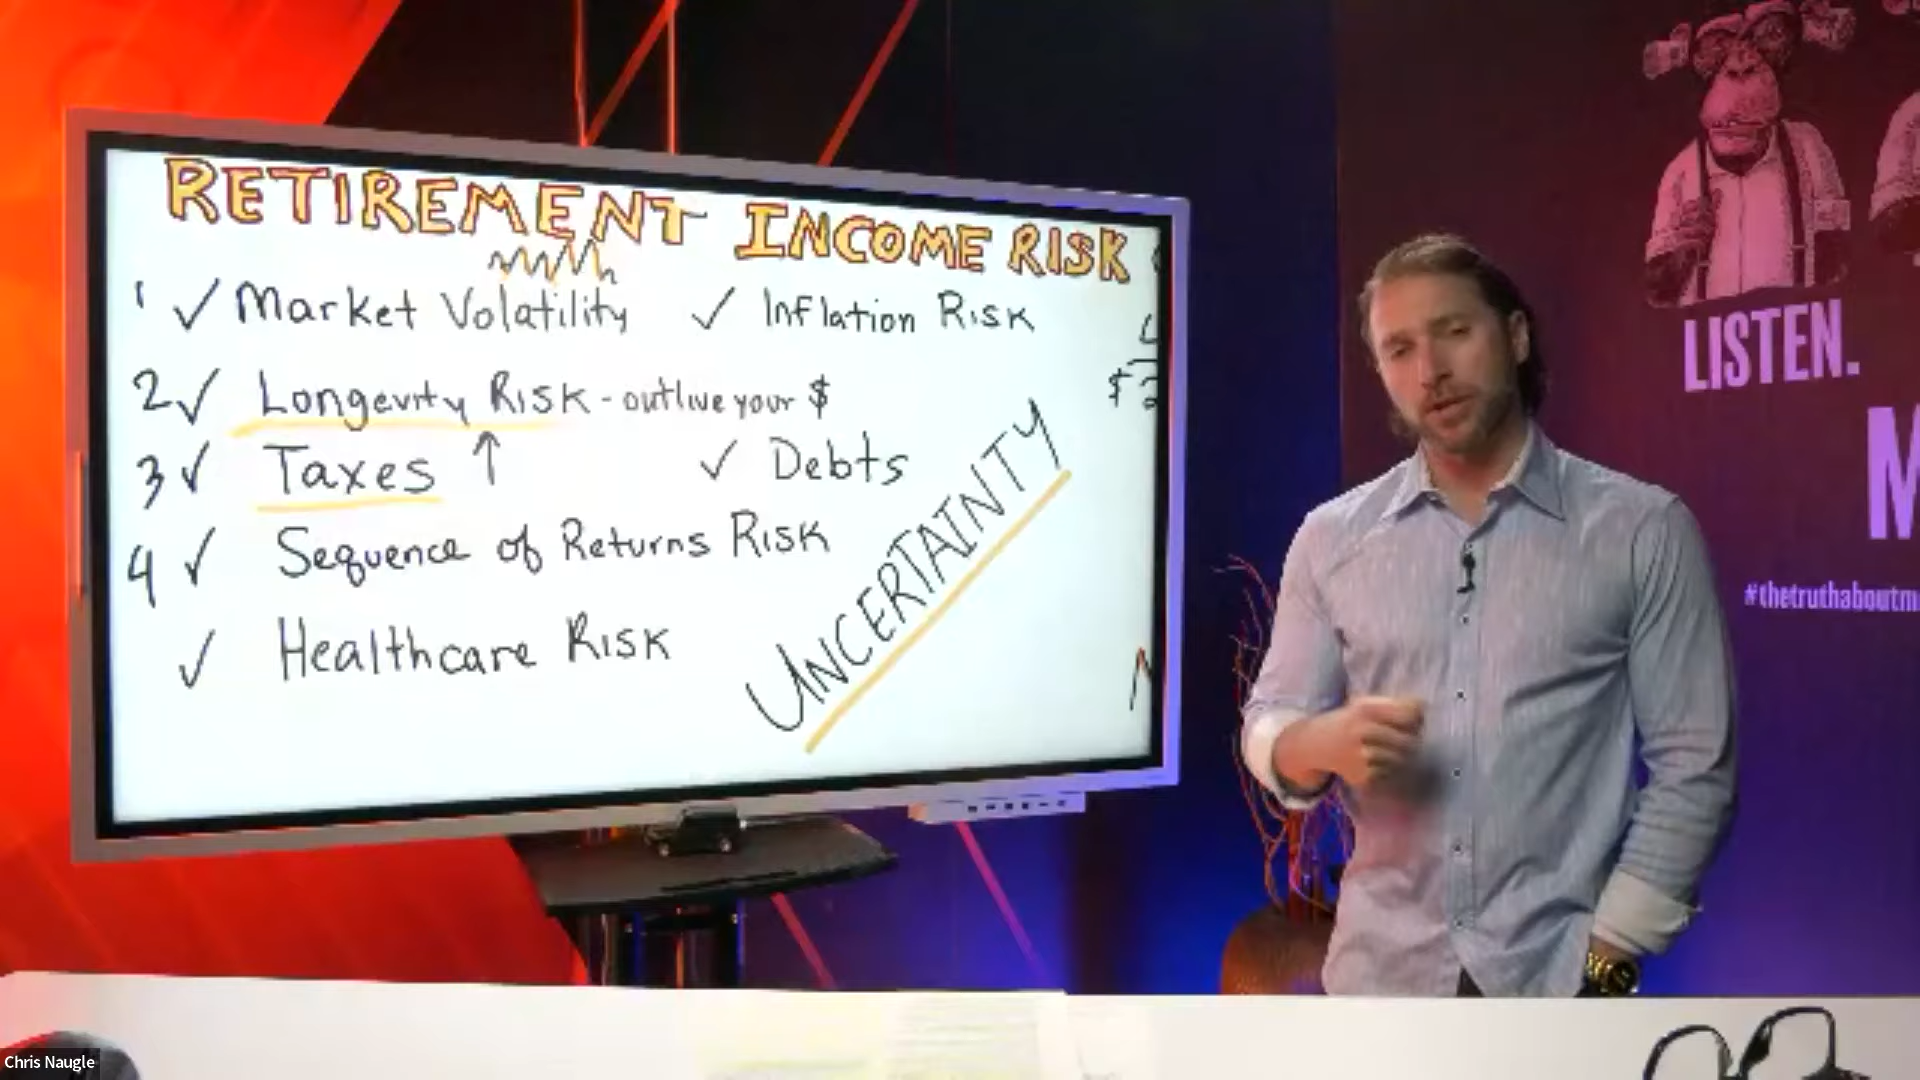 RETIREMENT INCOME RISK
1 ✓ Market Volatility ✓ Inflation Risk
2 ✓ Longevity Risk - outlive your $
3 ✓ Taxes ↑ ✓ Debts
4 ✓ Sequence of Returns Risk
✓ Healthcare Risk
UNCERTAINTY
$2
LISTEN.
M
#thetruthaboutm
Chris Naugle